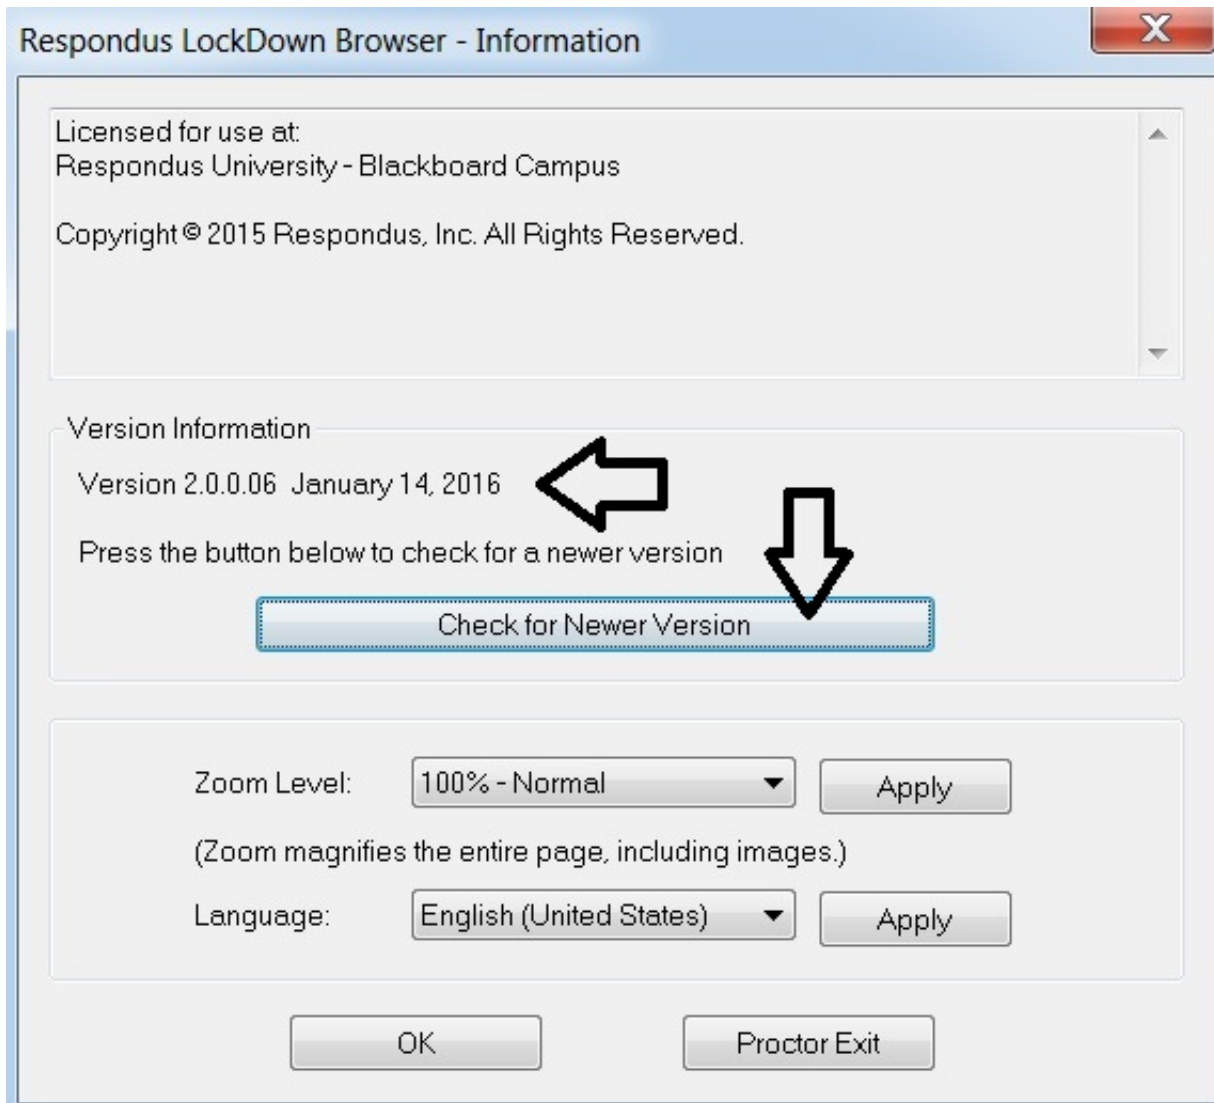 Respondus LockDown Browser - Information
Licensed for use at:
Respondus University - Blackboard Campus
Copyright © 2015 Respondus, Inc. All Rights Reserved.
Version Information
Version 2.0.0.06 January 14, 2016
Press the button below to check for a newer version
Check for Newer Version
Zoom Level: 100% - Normal Apply
(Zoom magnifies the entire page, including images.)
Language: English (United States) Apply
OK Proctor Exit